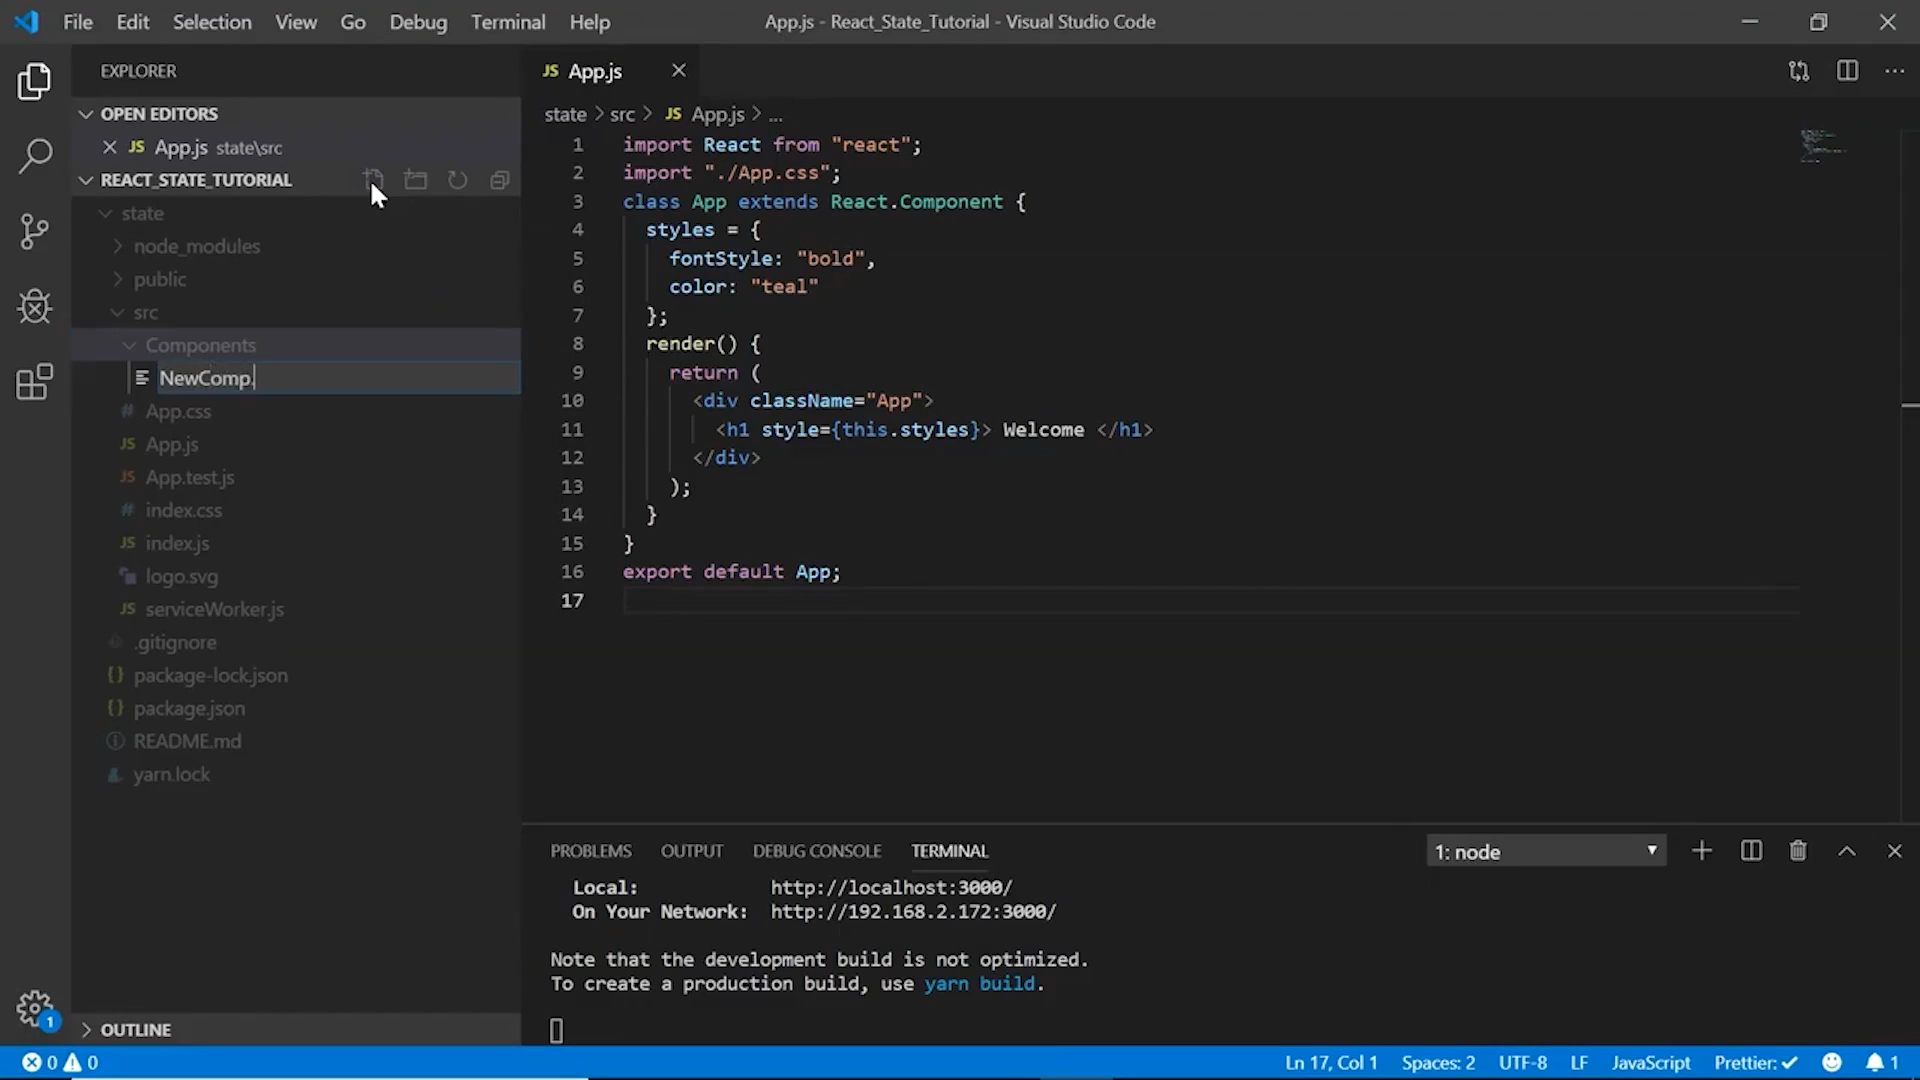 File Edit Selection View Go Debug Terminal Help App.js - React_State_Tutorial - Visual Studio Code
EXPLORER
OPEN EDITORS
JS App.js state\src
REACT_STATE_TUTORIAL
state
node_modules
public
src
Components
NewComp.
# App.css
JS App.js
JS App.test.js
# index.css
JS index.js
logo.svg
JS serviceWorker.js
.gitignore
{} package-lock.json
{} package.json
README.md
yarn.lock
OUTLINE
1
JS App.js
state > src > JS App.js > ...
1 import React from "react";
2 import "./App.css";
3 class App extends React.Component {
4 styles = {
5 fontStyle: "bold",
6 color: "teal"
7 };
8 render() {
9 return (
10 <div className="App">
11 <h1 style={this.styles}> Welcome </h1>
12 </div>
13 );
14 }
15 }
16 export default App;
17
PROBLEMS OUTPUT DEBUG CONSOLE TERMINAL 1: node
Local: http://localhost:3000/
On Your Network: http://192.168.2.172:3000/
Note that the development build is not optimized.
To create a production build, use yarn build.
0 0 Ln 17, Col 1 Spaces: 2 UTF-8 LF JavaScript Prettier: ✓ 1